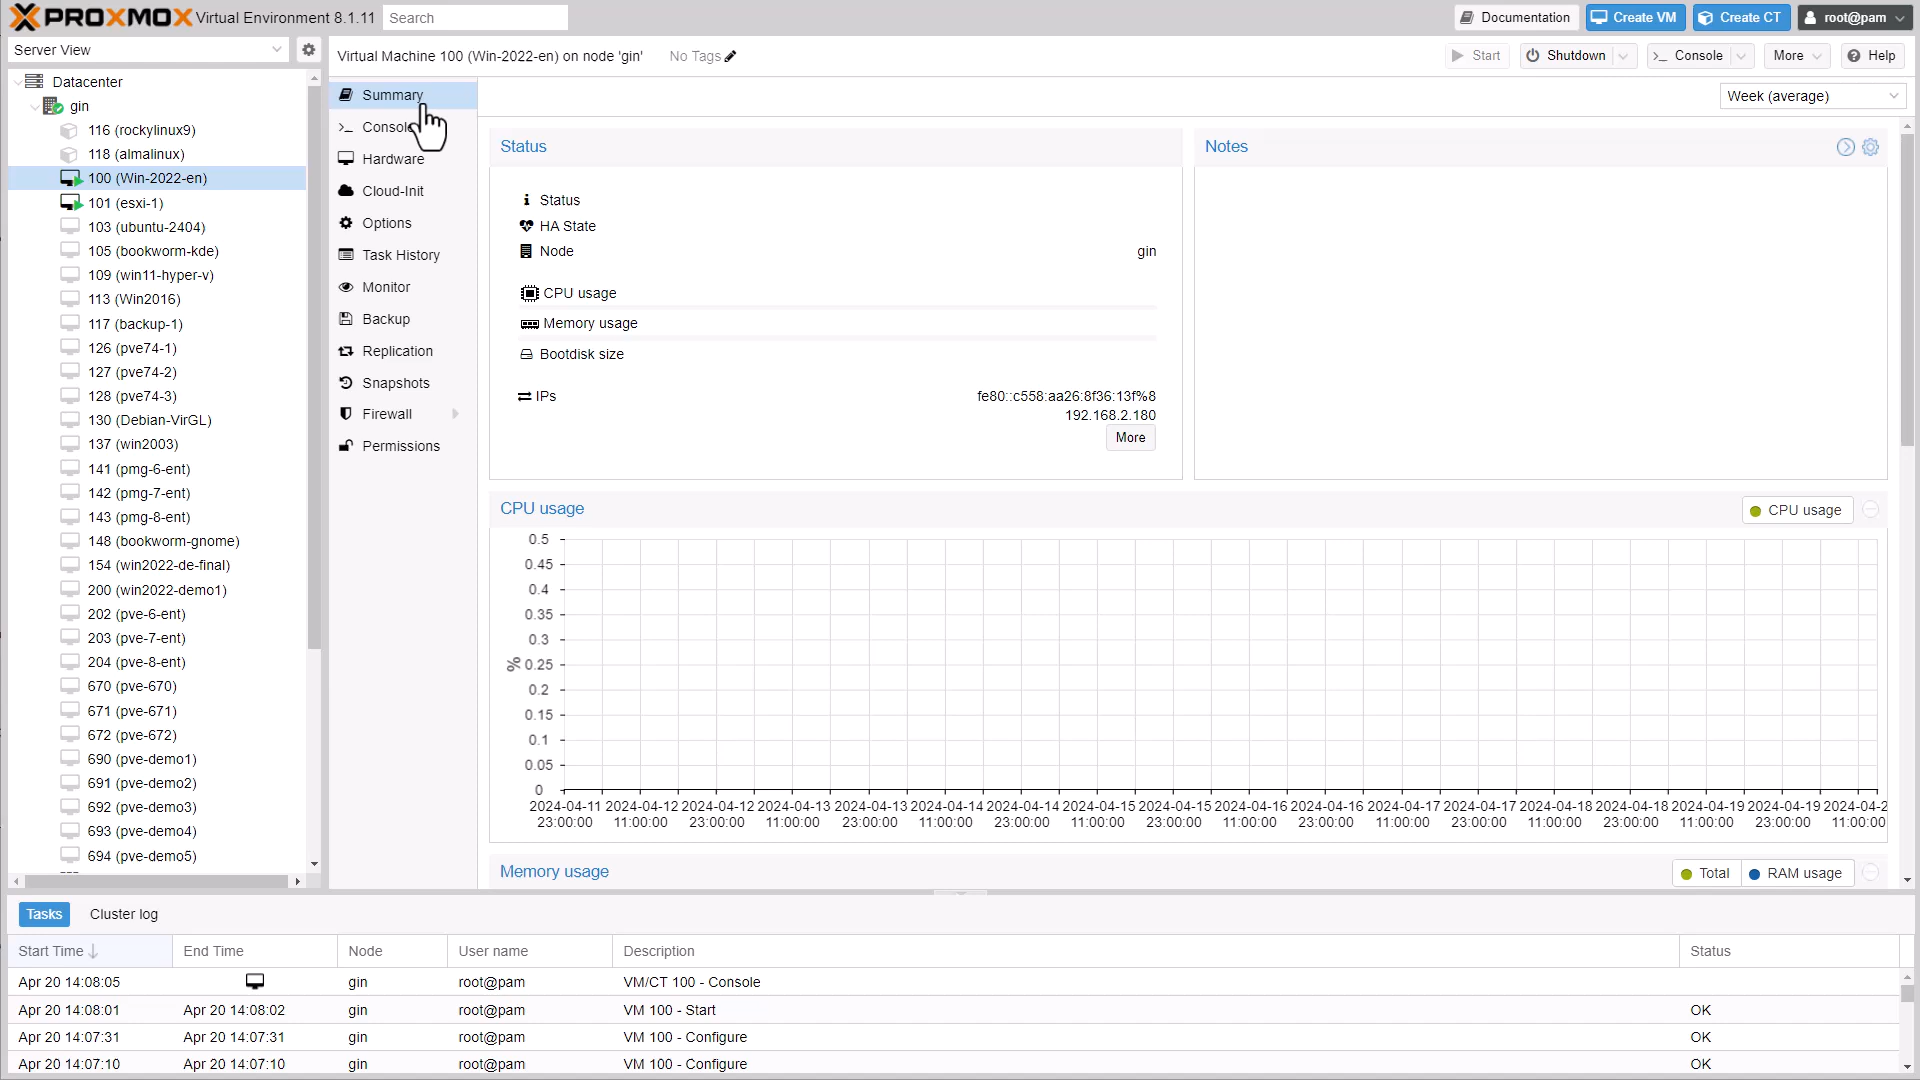 PROXMOX Virtual Environment 8.1.11 Search Documentation Create VM Create CT root@pam
Server View
Virtual Machine 100 (Win-2022-en) on node 'gin' No Tags Start Shutdown Console More Help
Datacenter
gin
116 (rockylinux9)
118 (almalinux)
100 (Win-2022-en)
101 (esxi-1)
103 (ubuntu-2404)
105 (bookworm-kde)
109 (win11-hyper-v)
113 (Win2016)
117 (backup-1)
126 (pve74-1)
127 (pve74-2)
128 (pve74-3)
130 (Debian-VirGL)
137 (win2003)
141 (pmg-6-ent)
142 (pmg-7-ent)
143 (pmg-8-ent)
148 (bookworm-gnome)
154 (win2022-de-final)
200 (win2022-demo1)
202 (pve-6-ent)
203 (pve-7-ent)
204 (pve-8-ent)
670 (pve-670)
671 (pve-671)
672 (pve-672)
690 (pve-demo1)
691 (pve-demo2)
692 (pve-demo3)
693 (pve-demo4)
694 (pve-demo5)
Summary
Console
Hardware
Cloud-Init
Options
Task History
Monitor
Backup
Replication
Snapshots
Firewall
Permissions
Week (average)
Status
Status
HA State
Node gin
CPU usage
Memory usage
Bootdisk size
IPs fe80::c558:aa26:8f36:13f%8
192.168.2.180
More
Notes
CPU usage CPU usage
0.5
0.45
0.4
0.35
0.3
% 0.25
0.2
0.15
0.1
0.05
0
2024-04-11 2024-04-12 2024-04-12 2024-04-13 2024-04-13 2024-04-14 2024-04-14 2024-04-15 2024-04-15 2024-04-16 2024-04-16 2024-04-17 2024-04-17 2024-04-18 2024-04-18 2024-04-19 2024-04-19 2024-04-2
23:00:00 11:00:00 23:00:00 11:00:00 23:00:00 11:00:00 23:00:00 11:00:00 23:00:00 11:00:00 23:00:00 11:00:00 23:00:00 11:00:00 23:00:00 11:00:00 23:00:00 11:00:00
Memory usage Total RAM usage
Tasks Cluster log
Start Time End Time Node User name Description Status
Apr 20 14:08:05 gin root@pam VM/CT 100 - Console
Apr 20 14:08:01 Apr 20 14:08:02 gin root@pam VM 100 - Start OK
Apr 20 14:07:31 Apr 20 14:07:31 gin root@pam VM 100 - Configure OK
Apr 20 14:07:10 Apr 20 14:07:10 gin root@pam VM 100 - Configure OK